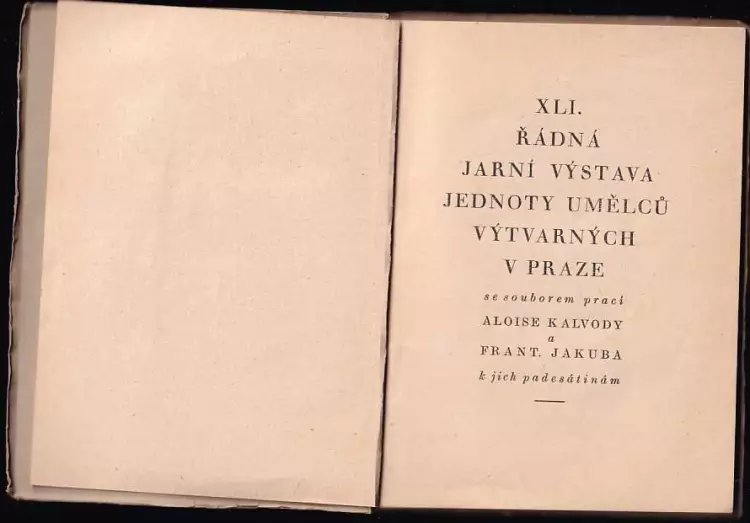 XLI.
ŘÁDNÁ
JARNÍ VÝSTAVA
JEDNOTY UMĚLCŮ
VÝTVARNÝCH
V PRAZE
se souborem prací
ALOISE KALVODY
a
FRANT. JAKUBA
k jich padesátinám